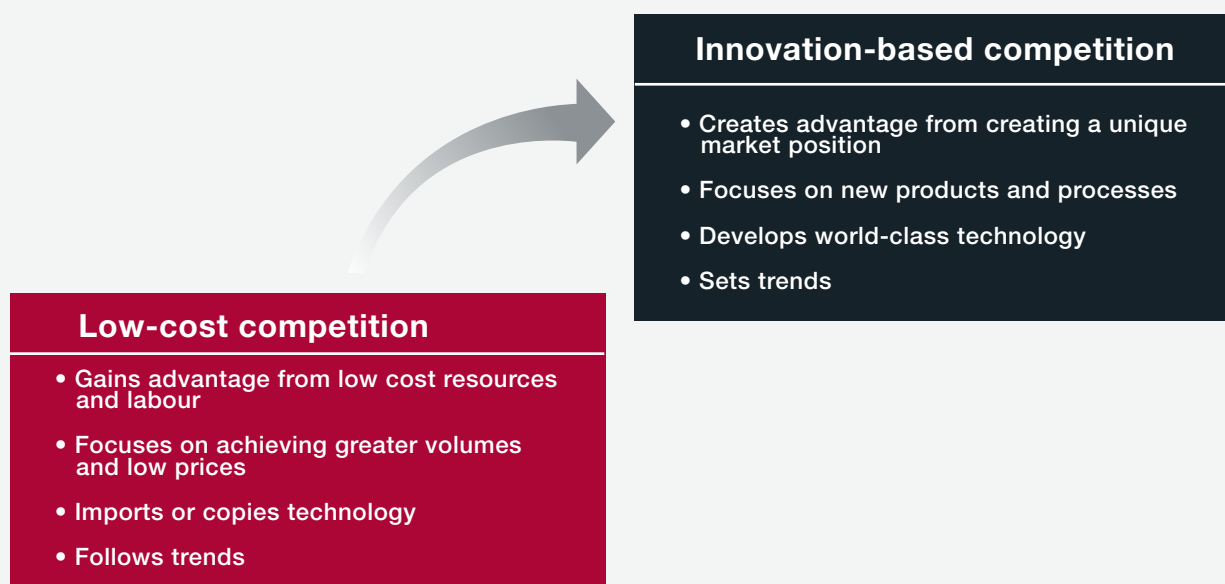 Innovation-based competition
• Creates advantage from creating a unique
market position
• Focuses on new products and processes
• Develops world-class technology
• Sets trends
Low-cost competition
• Gains advantage from low cost resources
and labour
• Focuses on achieving greater volumes
and low prices
• Imports or copies technology
• Follows trends